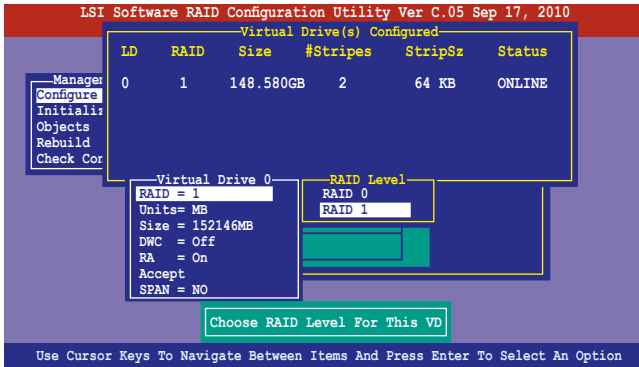 LSI Software RAID Configuration Utility Ver C.05 Sep 17, 2010
Virtual Drive(s) Configured
LD RAID Size #Stripes StripSz Status
0 1 148.580GB 2 64 KB ONLINE
Manager
Configure
Initializ
Objects
Rebuild
Check Con
Virtual Drive 0
RAID = 1
Units= MB
Size = 152146MB
DWC = Off
RA = On
Accept
SPAN = NO
RAID Level
RAID 0
RAID 1
Choose RAID Level For This VD
Use Cursor Keys To Navigate Between Items And Press Enter To Select An Option